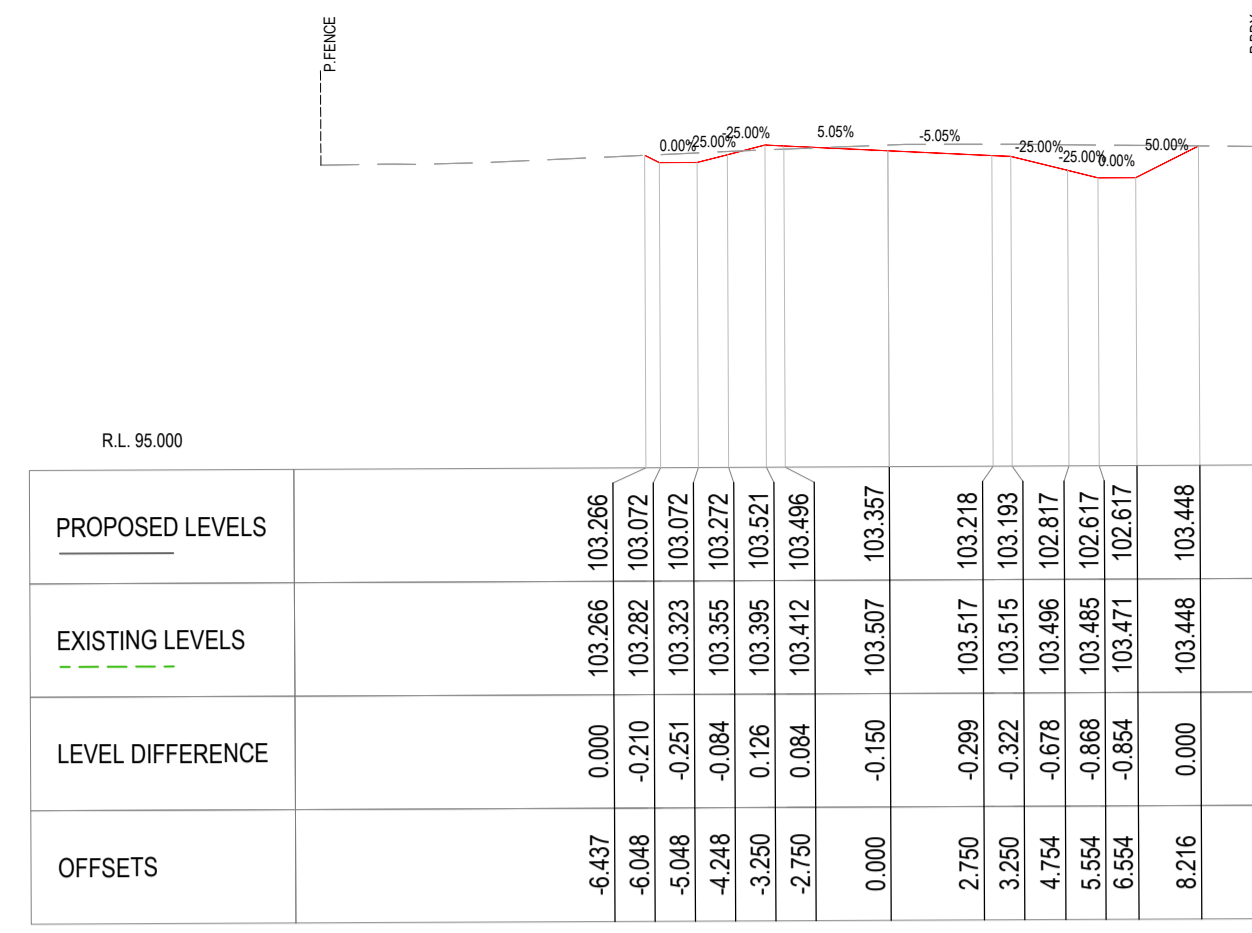 P.FENCE
0.00%
-25.00%
-25.00%
5.05%
-5.05%
-25.00%
-25.00%
0.00%
50.00%
R.L. 95.000
PROPOSED LEVELS 103.266 103.072 103.072 103.272 103.521 103.496 103.357 103.218 103.193 102.817 102.617 102.617 103.448
EXISTING LEVELS 103.266 103.282 103.323 103.355 103.395 103.412 103.507 103.517 103.515 103.496 103.485 103.471 103.448
LEVEL DIFFERENCE 0.000 -0.210 -0.251 -0.084 0.126 0.084 -0.150 -0.299 -0.322 -0.678 -0.868 -0.854 0.000
OFFSETS -6.437 -6.048 -5.048 -4.248 -3.250 -2.750 0.000 2.750 3.250 4.754 5.554 6.554 8.216